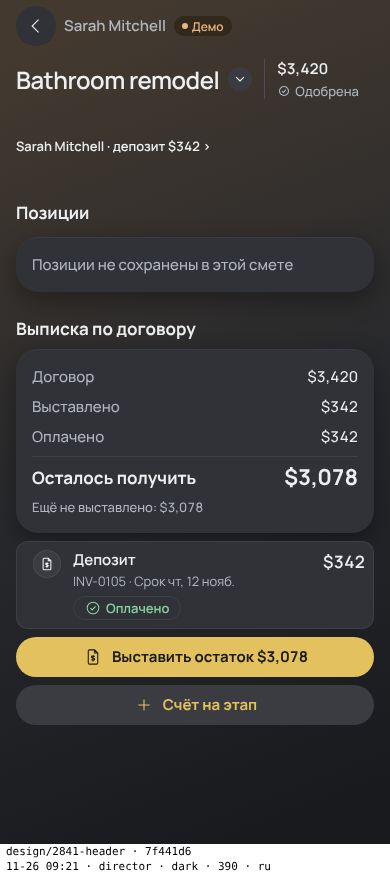 Sarah Mitchell
Демо
Bathroom remodel
$3,420
Одобрена
Sarah Mitchell · депозит $342 ›
Позиции
Позиции не сохранены в этой смете
Выписка по договору
Договор $3,420
Выставлено $342
Оплачено $342
Осталось получить $3,078
Ещё не выставлено: $3,078
Депозит $342
INV-0105 · Срок чт, 12 нояб.
Оплачено
Выставить остаток $3,078
Счёт на этап
design/2841-header · 7f441d6
11-26 09:21 · director · dark · 390 · ru